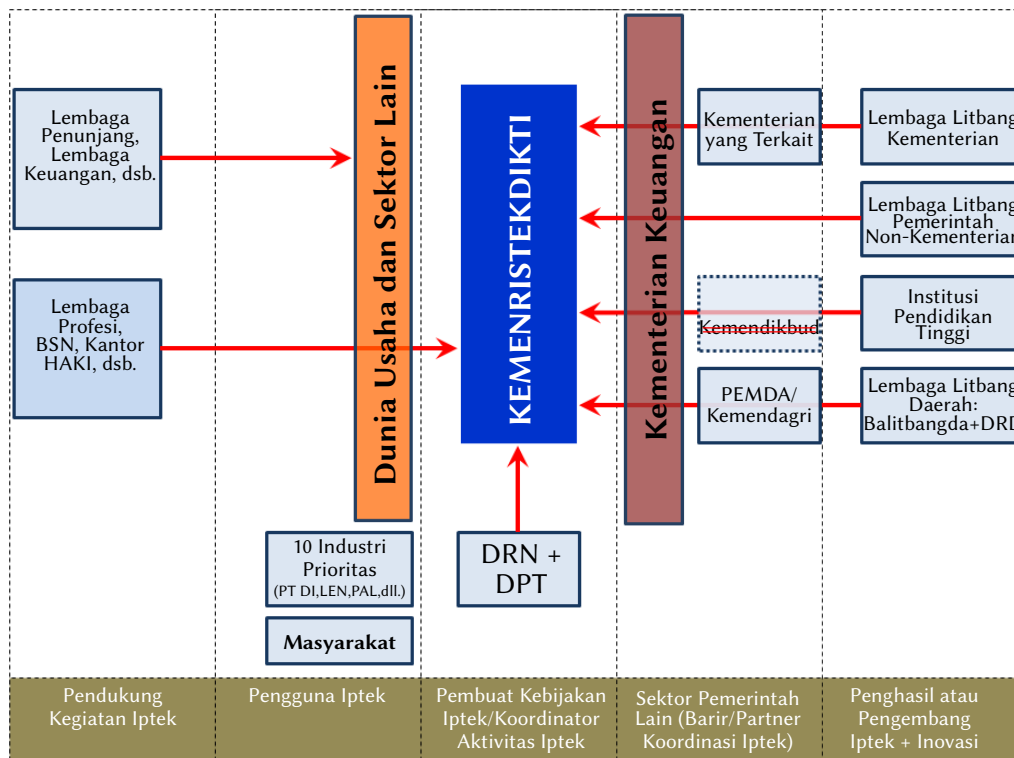 Lembaga
Penunjang,
Lembaga
Keuangan, dsb.
Lembaga
Profesi,
BSN, Kantor
HAKI, dsb.
Dunia Usaha dan Sektor Lain
10 Industri
Prioritas
(PT DI,LEN,PAL,dll.)
Masyarakat
KEMENRISTEKDIKTI
DRN +
DPT
Kementerian Keuangan
Kementerian
yang Terkait
Kemendikbud
PEMDA/
Kemendagri
Lembaga Litbang
Kementerian
Lembaga Litbang
Pemerintah
Non-Kementerian
Institusi
Pendidikan
Tinggi
Lembaga Litbang
Daerah:
Balitbangda+DRD
Pendukung
Kegiatan Iptek
Pengguna Iptek
Pembuat Kebijakan
Iptek/Koordinator
Aktivitas Iptek
Sektor Pemerintah
Lain (Barir/Partner
Koordinasi Iptek)
Penghasil atau
Pengembang
Iptek + Inovasi